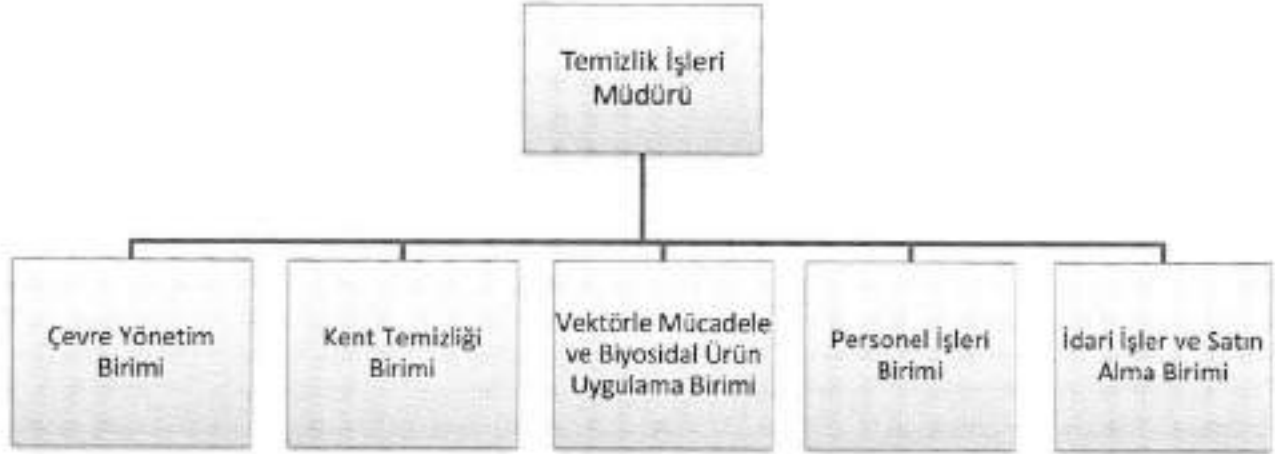 Temizlik İşleri
Müdürü
Çevre Yönetim
Birimi
Kent Temizliği
Birimi
Vektörle Mücadele
ve Biyosidal Ürün
Uygulama Birimi
Personel İşleri
Birimi
İdari İşler ve Satın
Alma Birimi